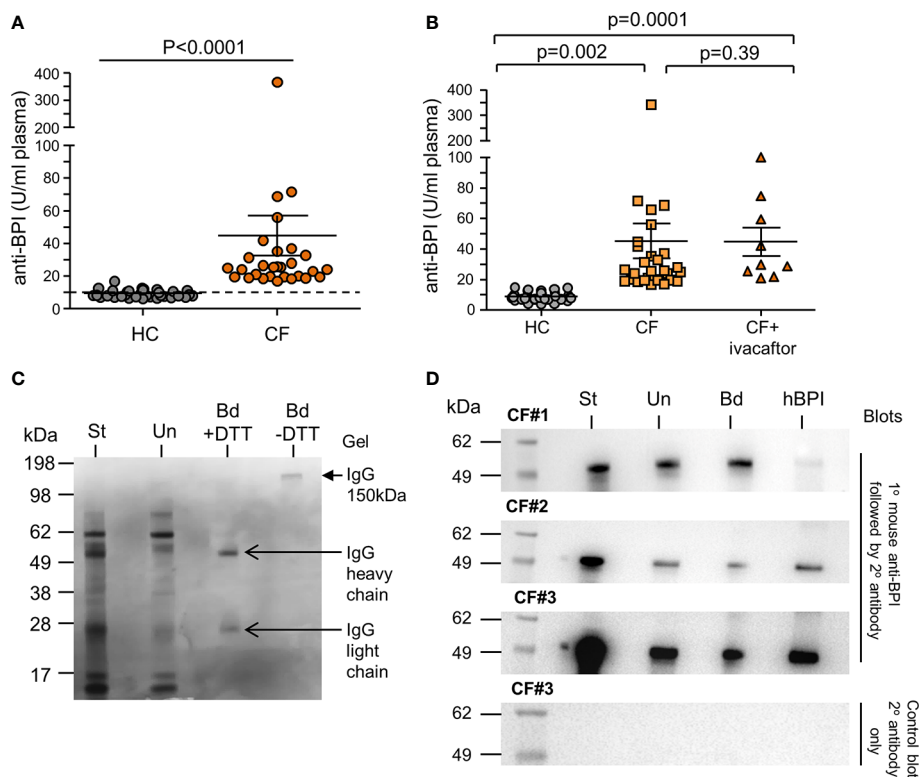 A
P<0.0001
anti-BPI (U/ml plasma)
400
300
200
100
80
60
40
20
0
HC
CF
B
p=0.0001
p=0.002
p=0.39
anti-BPI (U/ml plasma)
400
300
200
100
80
60
40
20
0
HC
CF
CF+
ivacaftor
C
kDa
St
Un
Bd
+DTT
Bd
-DTT
Gel
198
98
62
49
38
28
17
IgG
150kDa
IgG
heavy
chain
IgG
light
chain
D
kDa
St
Un
Bd
hBPI
Blots
CF#1
62
49
CF#2
62
49
CF#3
62
49
CF#3
62
49
1º mouse anti-BPI
followed by 2º antibody
Control blot
2º antibody
only